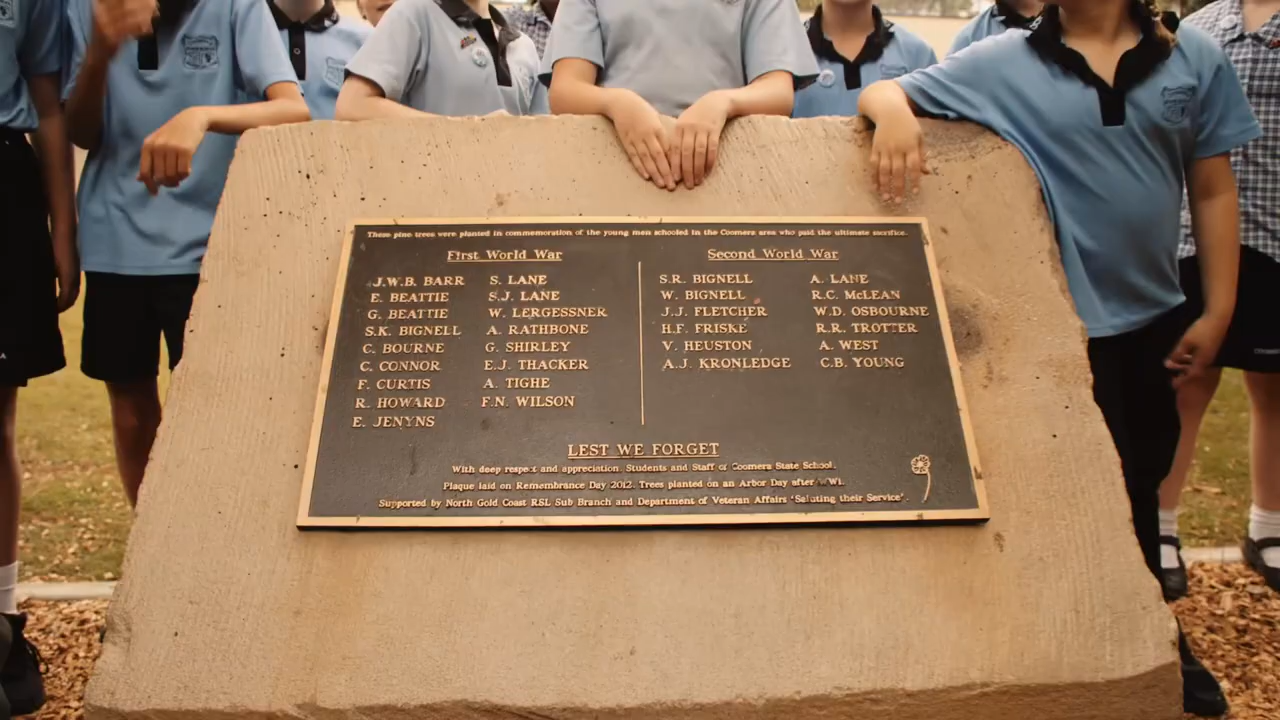 These pine trees were planted in commemoration of the young men schooled in the Coomera area who paid the ultimate sacrifice.
First World War
J.W.B. BARR
E. BEATTIE
G. BEATTIE
S.K. BIGNELL
C. BOURNE
C. CONNOR
F. CURTIS
R. HOWARD
E. JENYNS
S. LANE
S.J. LANE
W. LERGESSNER
A. RATHBONE
G. SHIRLEY
E.J. THACKER
A. TIGHE
F.N. WILSON
Second World War
S.R. BIGNELL
W. BIGNELL
J.J. FLETCHER
H.F. FRISKE
V. HEUSTON
A.J. KRONLEDGE
A. LANE
R.C. McLEAN
W.D. OSBOURNE
R.R. TROTTER
A. WEST
C.B. YOUNG
LEST WE FORGET
With deep respect and appreciation. Students and Staff of Coomera State School.
Plaque laid on Remembrance Day 2012. Trees planted on an Arbor Day after WW1.
Supported by North Gold Coast RSL Sub Branch and Department of Veteran Affairs 'Saluting their Service'.